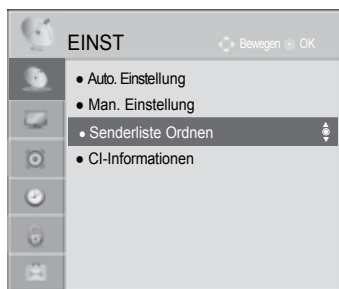 EINST
Bewegen OK
● Auto. Einstellung
● Man. Einstellung
● Senderliste Ordnen
● CI-Informationen